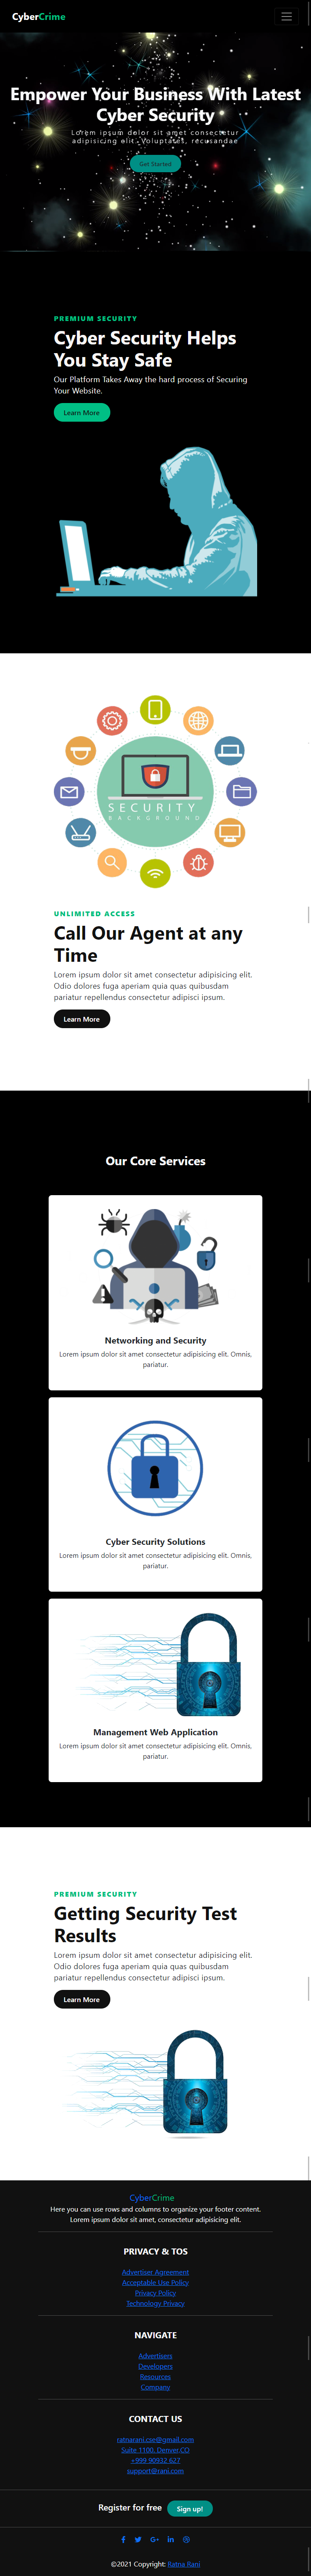 CyberCrime
Empower Your Business With Latest
Cyber Security
Lorem ipsum dolor sit amet consectetur
adipisicing elit. Voluptatet, recusandae
Get Started
PREMIUM SECURITY
Cyber Security Helps
You Stay Safe
Our Platform Takes Away the hard process of Securing
Your Website.
Learn More
SECURITY
BACKGROUND
UNLIMITED ACCESS
Call Our Agent at any
Time
Lorem ipsum dolor sit amet consectetur adipisicing elit.
Odio dolores fuga aperiam quia quas quibusdam
pariatur repellendus consectetur adipisci ipsum.
Learn More
Our Core Services
Networking and Security
Lorem ipsum dolor sit amet consectetur adipisicing elit. Omnis,
pariatur.
Cyber Security Solutions
Lorem ipsum dolor sit amet consectetur adipisicing elit. Omnis,
pariatur.
Management Web Application
Lorem ipsum dolor sit amet consectetur adipisicing elit. Omnis,
pariatur.
PREMIUM SECURITY
Getting Security Test
Results
Lorem ipsum dolor sit amet consectetur adipisicing elit.
Odio dolores fuga aperiam quia quas quibusdam
pariatur repellendus consectetur adipisci ipsum.
Learn More
CyberCrime
Here you can use rows and columns to organize your footer content.
Lorem ipsum dolor sit amet, consectetur adipisicing elit.
PRIVACY & TOS
Advertiser Agreement
Acceptable Use Policy
Privacy Policy
Technology Privacy
NAVIGATE
Advertisers
Developers
Resources
Company
CONTACT US
ratnarani.cse@gmail.com
Suite 1100, Denver,CO
+999 90932 627
support@rani.com
Register for free
Sign up!
©2021 Copyright: Ratna Rani